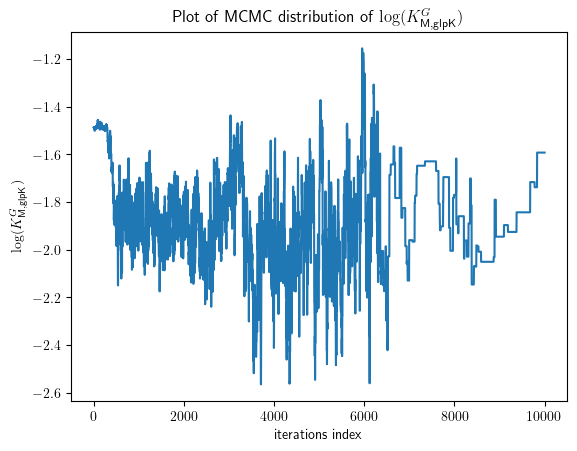 Plot of MCMC distribution of log(K^G_M,glpK)
log(K^G_M,glpK)
−1.2
−1.4
−1.6
−1.8
−2.0
−2.2
−2.4
−2.6
0 2000 4000 6000 8000 10000
iterations index